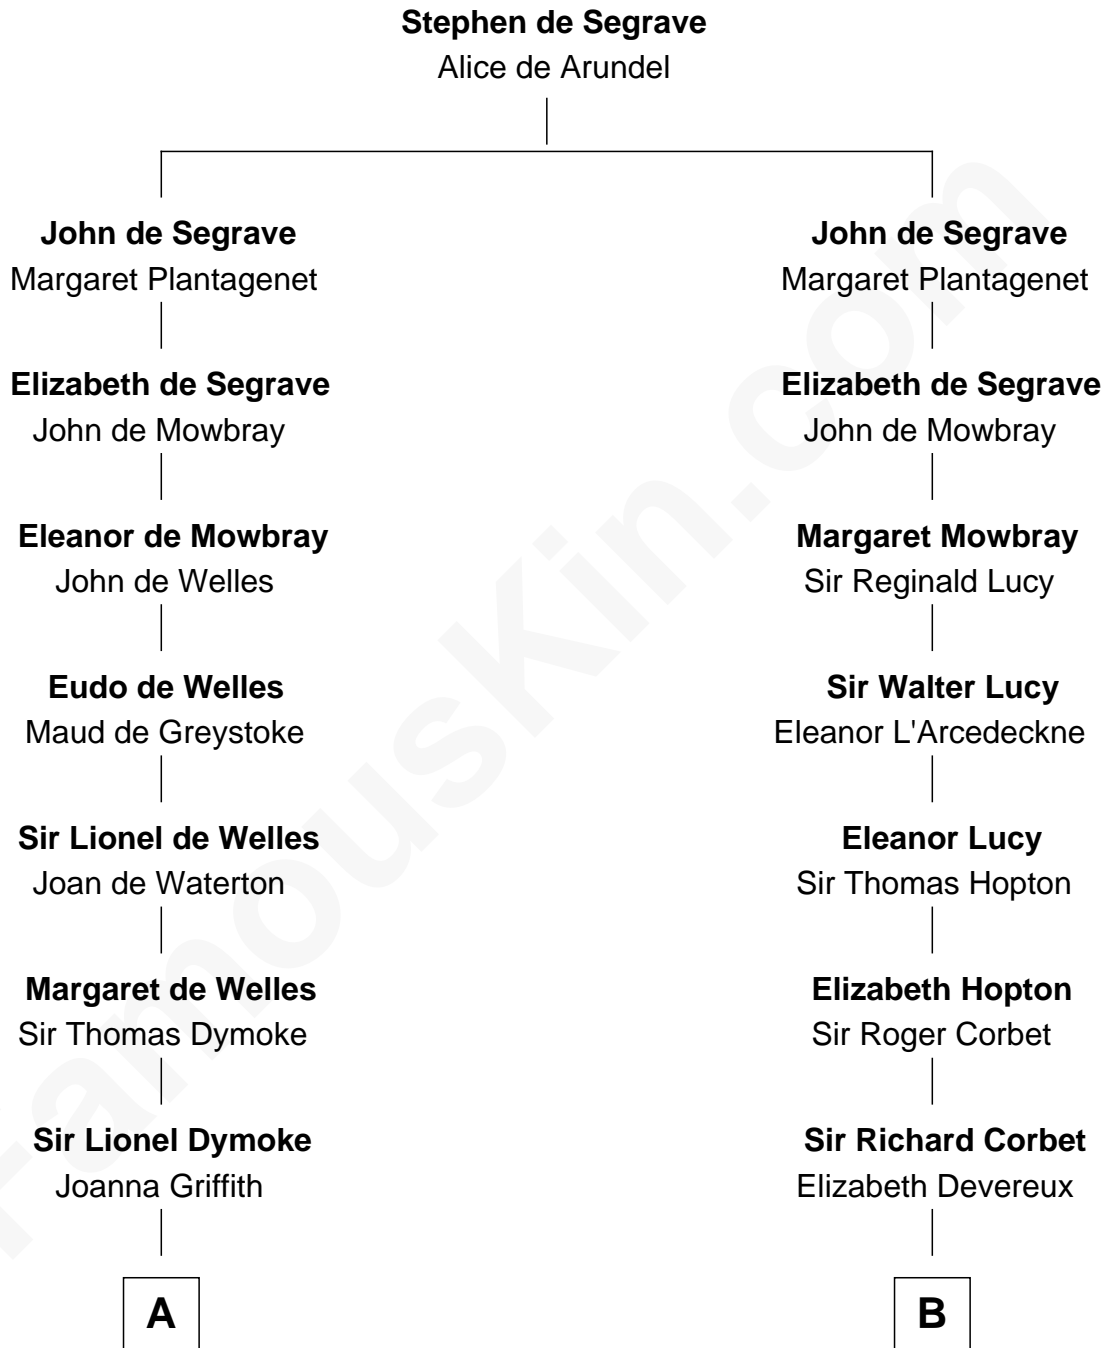 Stephen de Segrave
Alice de Arundel
John de Segrave
Margaret Plantagenet
Elizabeth de Segrave
John de Mowbray
Eleanor de Mowbray
John de Welles
Eudo de Welles
Maud de Greystoke
Sir Lionel de Welles
Joan de Waterton
Margaret de Welles
Sir Thomas Dymoke
Sir Lionel Dymoke
Joanna Griffith
A
John de Segrave
Margaret Plantagenet
Elizabeth de Segrave
John de Mowbray
Margaret Mowbray
Sir Reginald Lucy
Sir Walter Lucy
Eleanor L'Arcedeckne
Eleanor Lucy
Sir Thomas Hopton
Elizabeth Hopton
Sir Roger Corbet
Sir Richard Corbet
Elizabeth Devereux
B
FamousKin.com